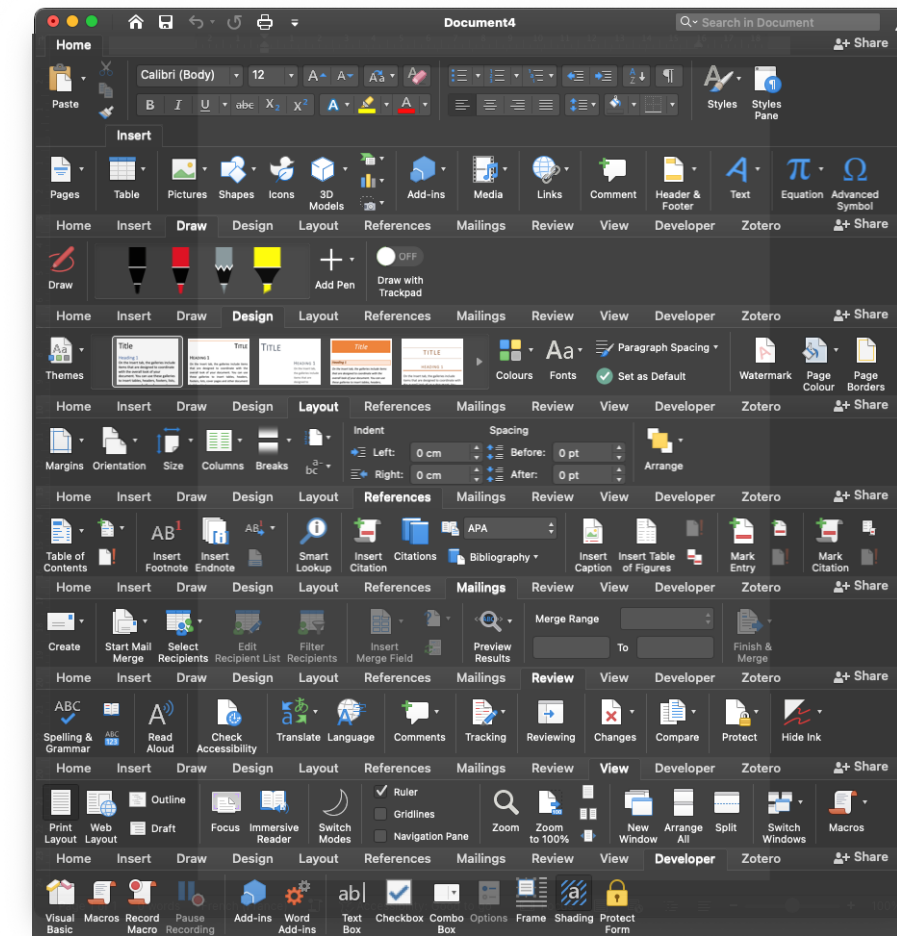 Document4
Search in Document
Home
Share
Calibri (Body) 12 A A Aa A
Paste
B I U abc X2 X2 A A
Styles Styles Pane
Insert
Pages Table Pictures Shapes Icons 3D Models Add-ins Media Links Comment Header & Footer Text Equation Advanced Symbol
Home Insert Draw Design Layout References Mailings Review View Developer Zotero Share
OFF
Draw Add Pen Draw with Trackpad
Home Insert Draw Design Layout References Mailings Review View Developer Zotero Share
Aa Title Title TITLE Title TITLE Aa Paragraph Spacing
Heading 1 HEADING 1
Themes Colours Fonts Set as Default Watermark Page Colour Page Borders
Home Insert Draw Design Layout References Mailings Review View Developer Zotero Share
Indent Spacing
Left: 0 cm Before: 0 pt
Margins Orientation Size Columns Breaks Arrange
Right: 0 cm After: 0 pt
Home Insert Draw Design Layout References Mailings Review View Developer Zotero Share
AB1 AB APA
Table of Contents Insert Footnote Insert Endnote Smart Lookup Insert Citation Citations Bibliography Insert Caption Insert Table of Figures Mark Entry Mark Citation
Home Insert Draw Design Layout References Mailings Review View Developer Zotero Share
Merge Range
To
Create Start Mail Merge Select Recipients Edit Recipient List Filter Recipients Insert Merge Field Preview Results Finish & Merge
Home Insert Draw Design Layout References Mailings Review View Developer Zotero Share
ABC
Spelling & Grammar Read Aloud Check Accessibility Translate Language Comments Tracking Reviewing Changes Compare Protect Hide Ink
Home Insert Draw Design Layout References Mailings Review View Developer Zotero Share
Outline Ruler
Draft Gridlines
Navigation Pane
Print Layout Web Layout Focus Immersive Reader Switch Modes Zoom Zoom to 100% New Window Arrange All Split Switch Windows Macros
Home Insert Draw Design Layout References Mailings Review View Developer Zotero Share
ab
Visual Basic Macros Record Macro Pause Recording Add-ins Word Add-ins Text Box Checkbox Combo Box Options Frame Shading Protect Form